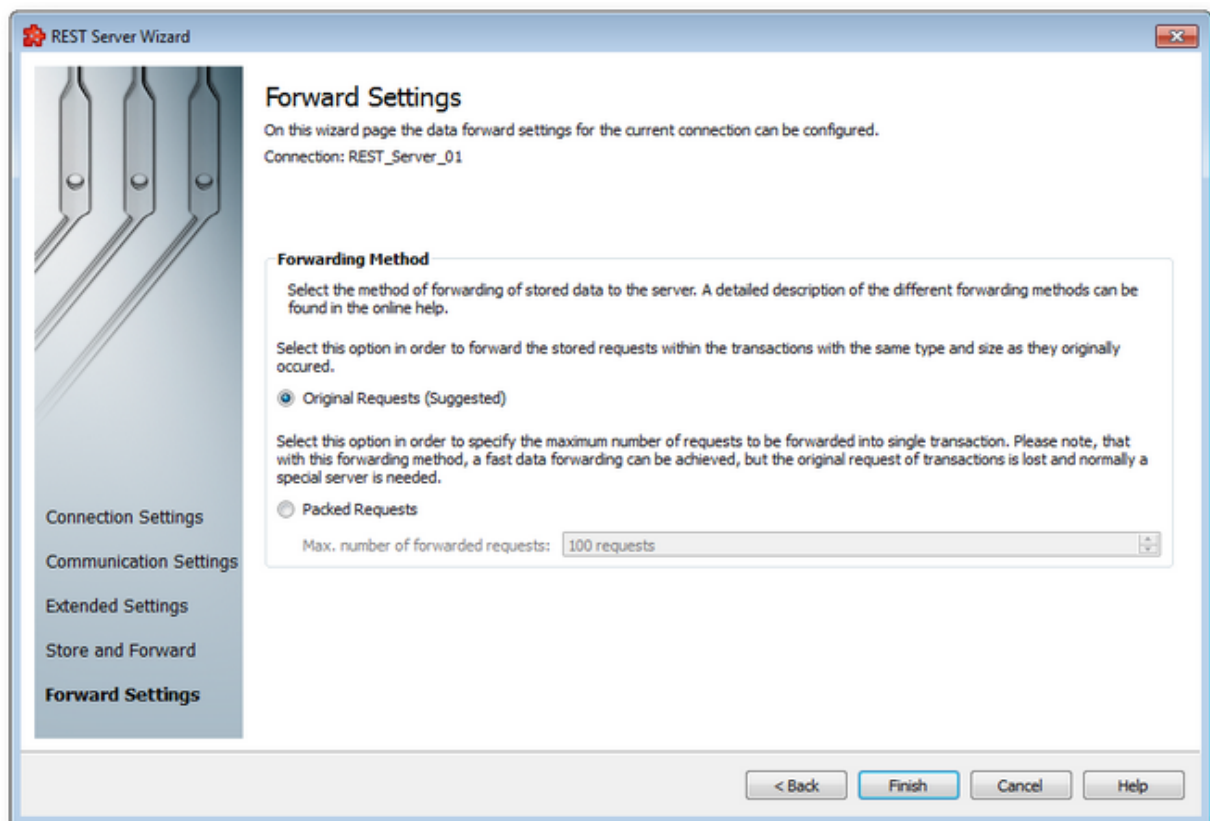 REST Server Wizard
Forward Settings
On this wizard page the data forward settings for the current connection can be configured.
Connection: REST_Server_01
Forwarding Method
Select the method of forwarding of stored data to the server. A detailed description of the different forwarding methods can be
found in the online help.
Select this option in order to forward the stored requests within the transactions with the same type and size as they originally
occured.
Original Requests (Suggested)
Select this option in order to specify the maximum number of requests to be forwarded into single transaction. Please note, that
with this forwarding method, a fast data forwarding can be achieved, but the original request of transactions is lost and normally a
special server is needed.
Packed Requests
Max. number of forwarded requests: 100 requests
Connection Settings
Communication Settings
Extended Settings
Store and Forward
Forward Settings
< Back Finish Cancel Help